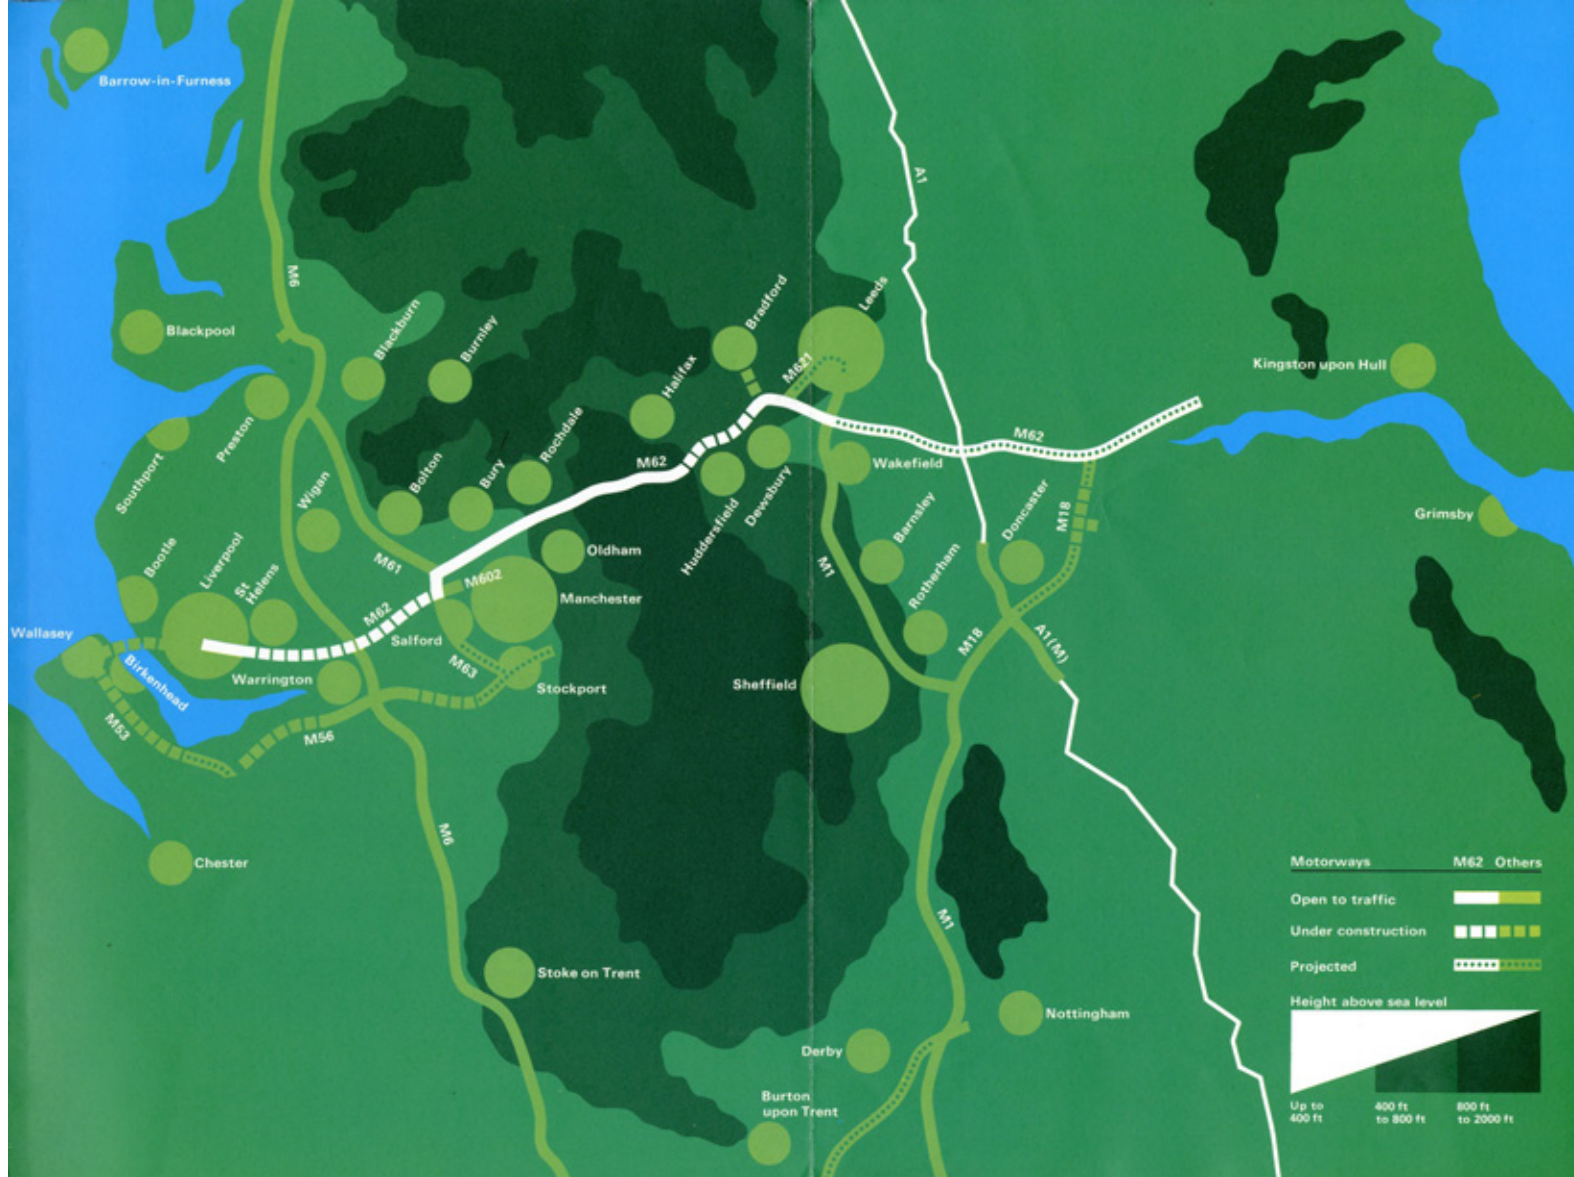 Barrow-in-Furness
A1
M6
Blackpool
Blackburn
Burnley
Bradford
Leeds
Halifax
M621
Kingston upon Hull
Preston
Southport
Wigan
Bolton
Bury
Rochdale
M62
M62
Huddersfield
Dewsbury
Wakefield
Barnsley
Doncaster
M18
Grimsby
Bootle
Liverpool
St
Helens
M61
M602
Oldham
Manchester
M1
Rotherham
Wallasey
Birkenhead
M62
Salford
M63
Warrington
Stockport
M53
M56
Sheffield
M18
A1(M)
M6
Chester
M1
Stoke on Trent
Nottingham
Derby
Burton
upon Trent
Motorways M62 Others
Open to traffic
Under construction
Projected
Height above sea level
Up to
400 ft
400 ft
to 800 ft
800 ft
to 2000 ft